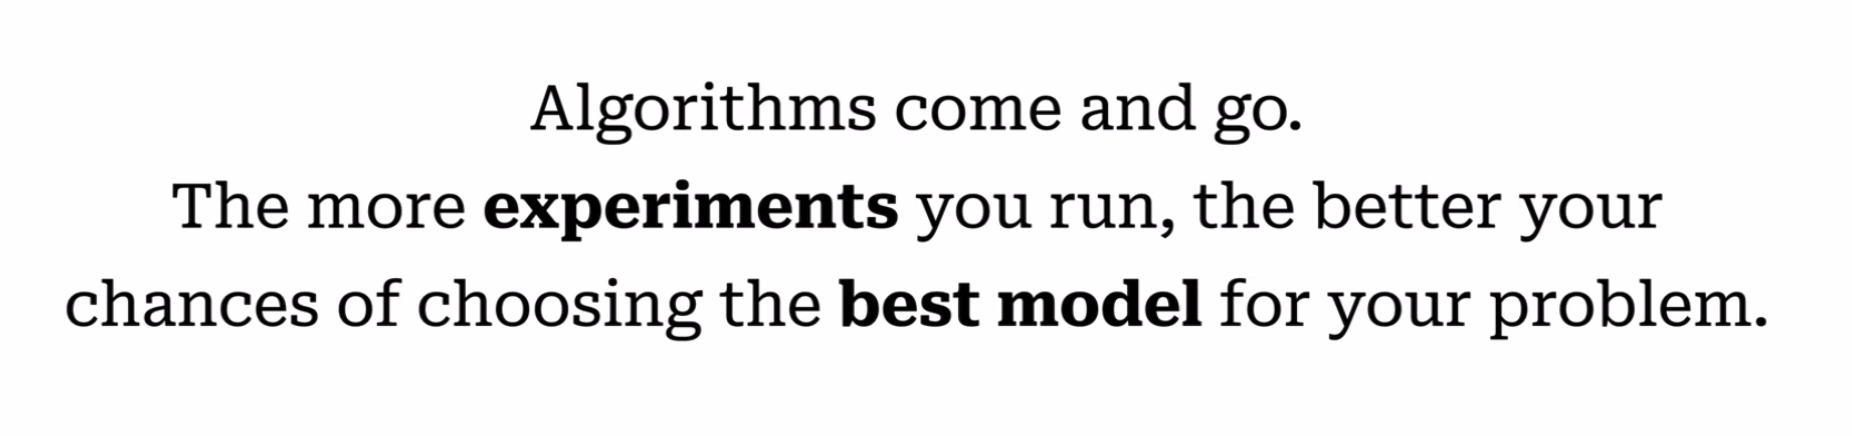 Algorithms come and go.
The more experiments you run, the better your
chances of choosing the best model for your problem.